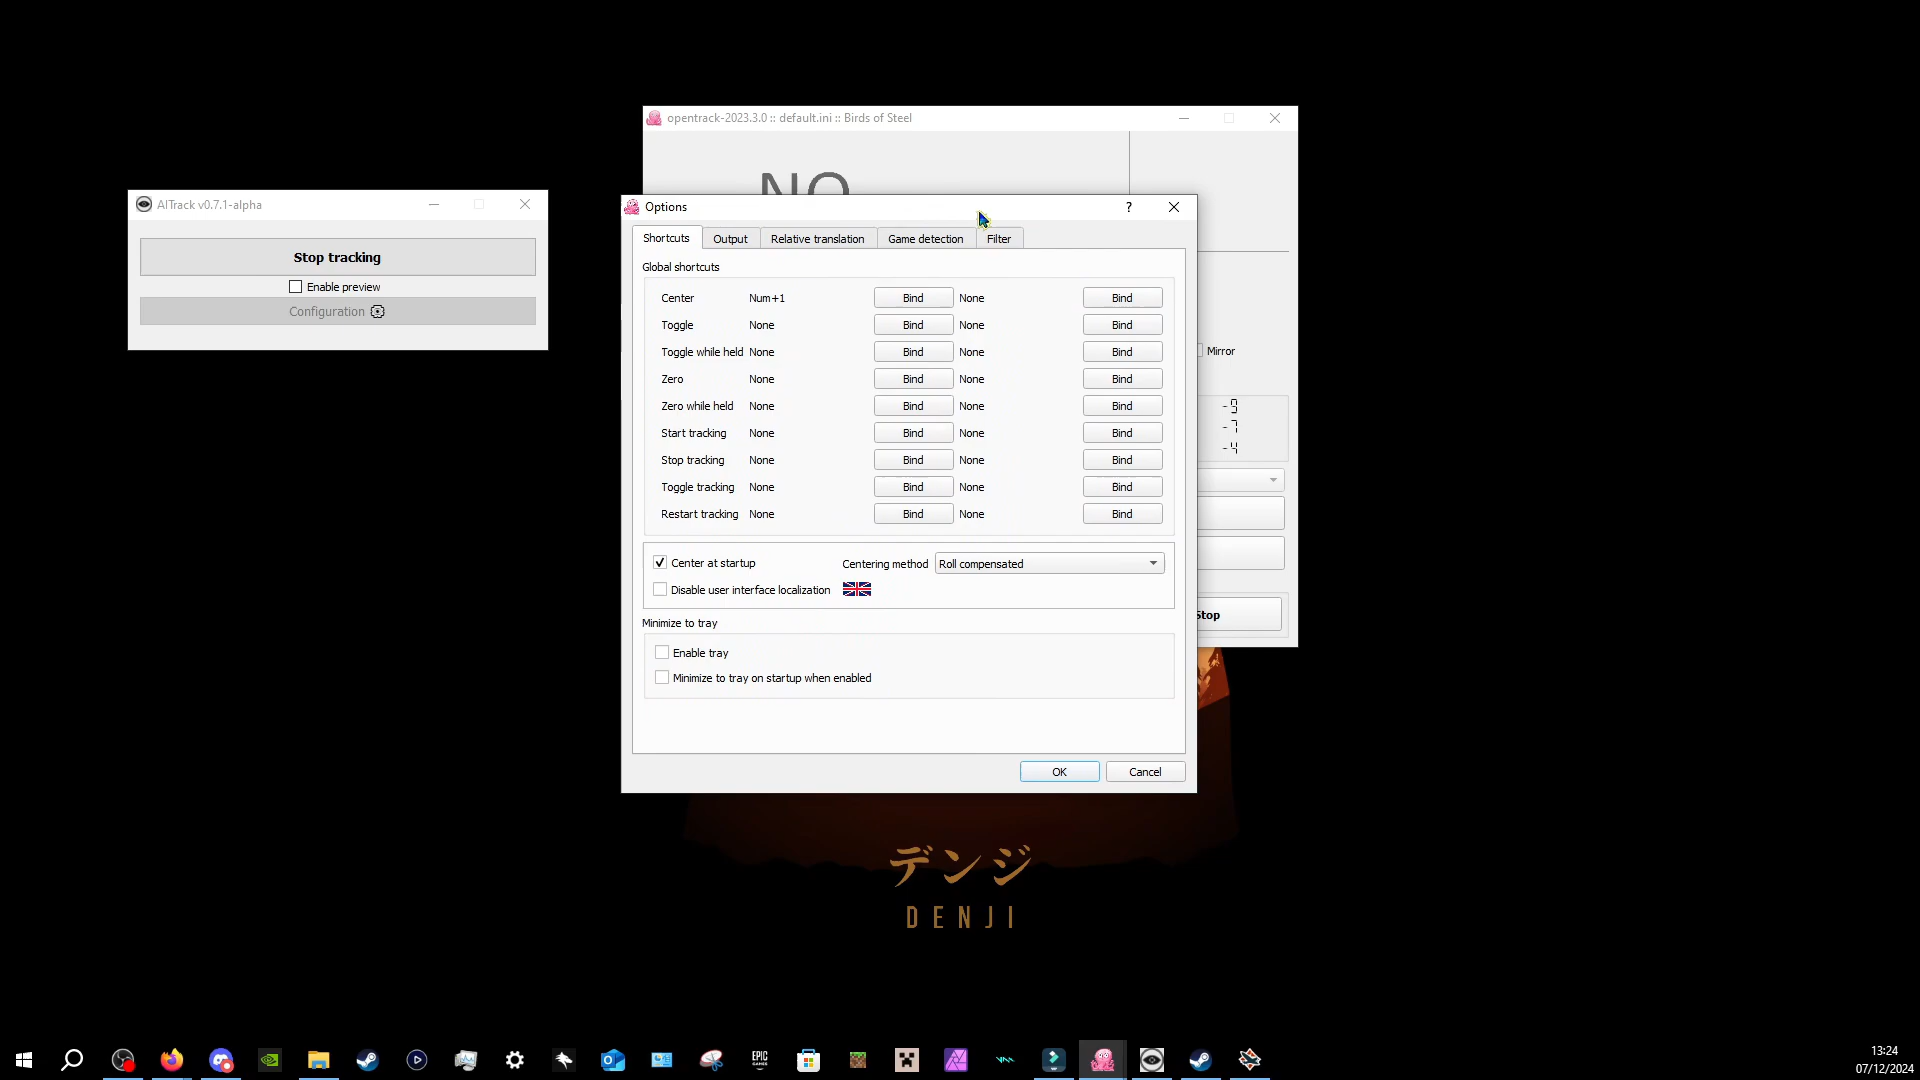 opentrack-2023.3.0 :: default.ini :: Birds of Steel
NO
AITrack v0.7.1-alpha
Stop tracking
Enable preview
Configuration
Options
?
Shortcuts Output Relative translation Game detection Filter
Global shortcuts
Center Num+1 Bind None Bind
Toggle None Bind None Bind
Toggle while held None Bind None Bind
Zero None Bind None Bind
Zero while held None Bind None Bind
Start tracking None Bind None Bind
Stop tracking None Bind None Bind
Toggle tracking None Bind None Bind
Restart tracking None Bind None Bind
Center at startup Centering method Roll compensated
Disable user interface localization
Minimize to tray
Enable tray
Minimize to tray on startup when enabled
OK Cancel
Mirror
-9
-7
-4
Stop
デンジ
DENJI
EPIC
GAMES
13:24
07/12/2024